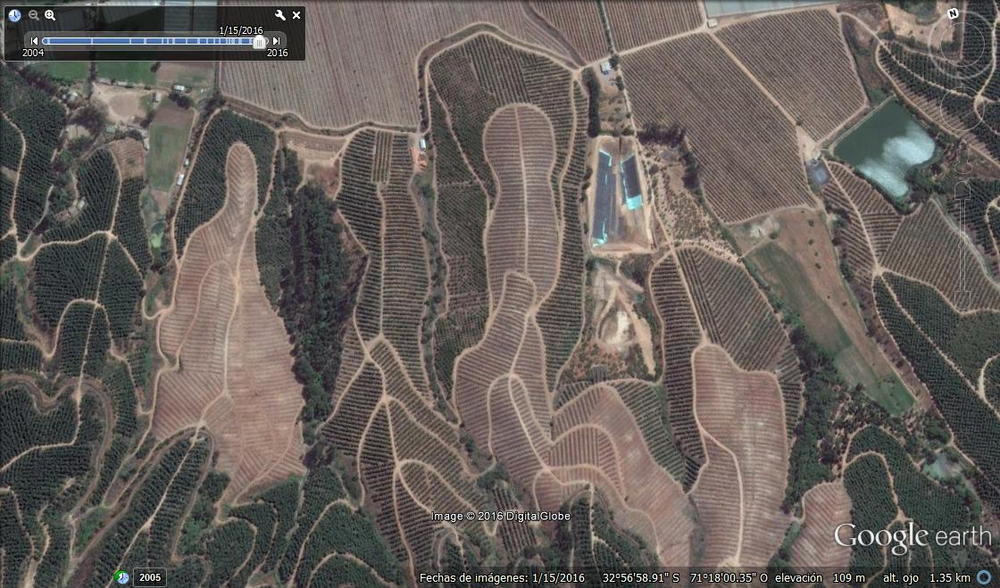 1/15/2016
2004
2016
N
Image © 2016 DigitalGlobe
Google earth
2005
Fechas de imágenes: 1/15/2016 32°56'58.91" S 71°18'00.35" O elevación 109 m alt. ojo 1.35 km